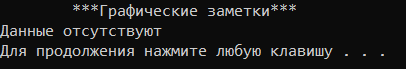 ***Графические заметки***
Данные отсутствуют
Для продолжения нажмите любую клавишу . . .